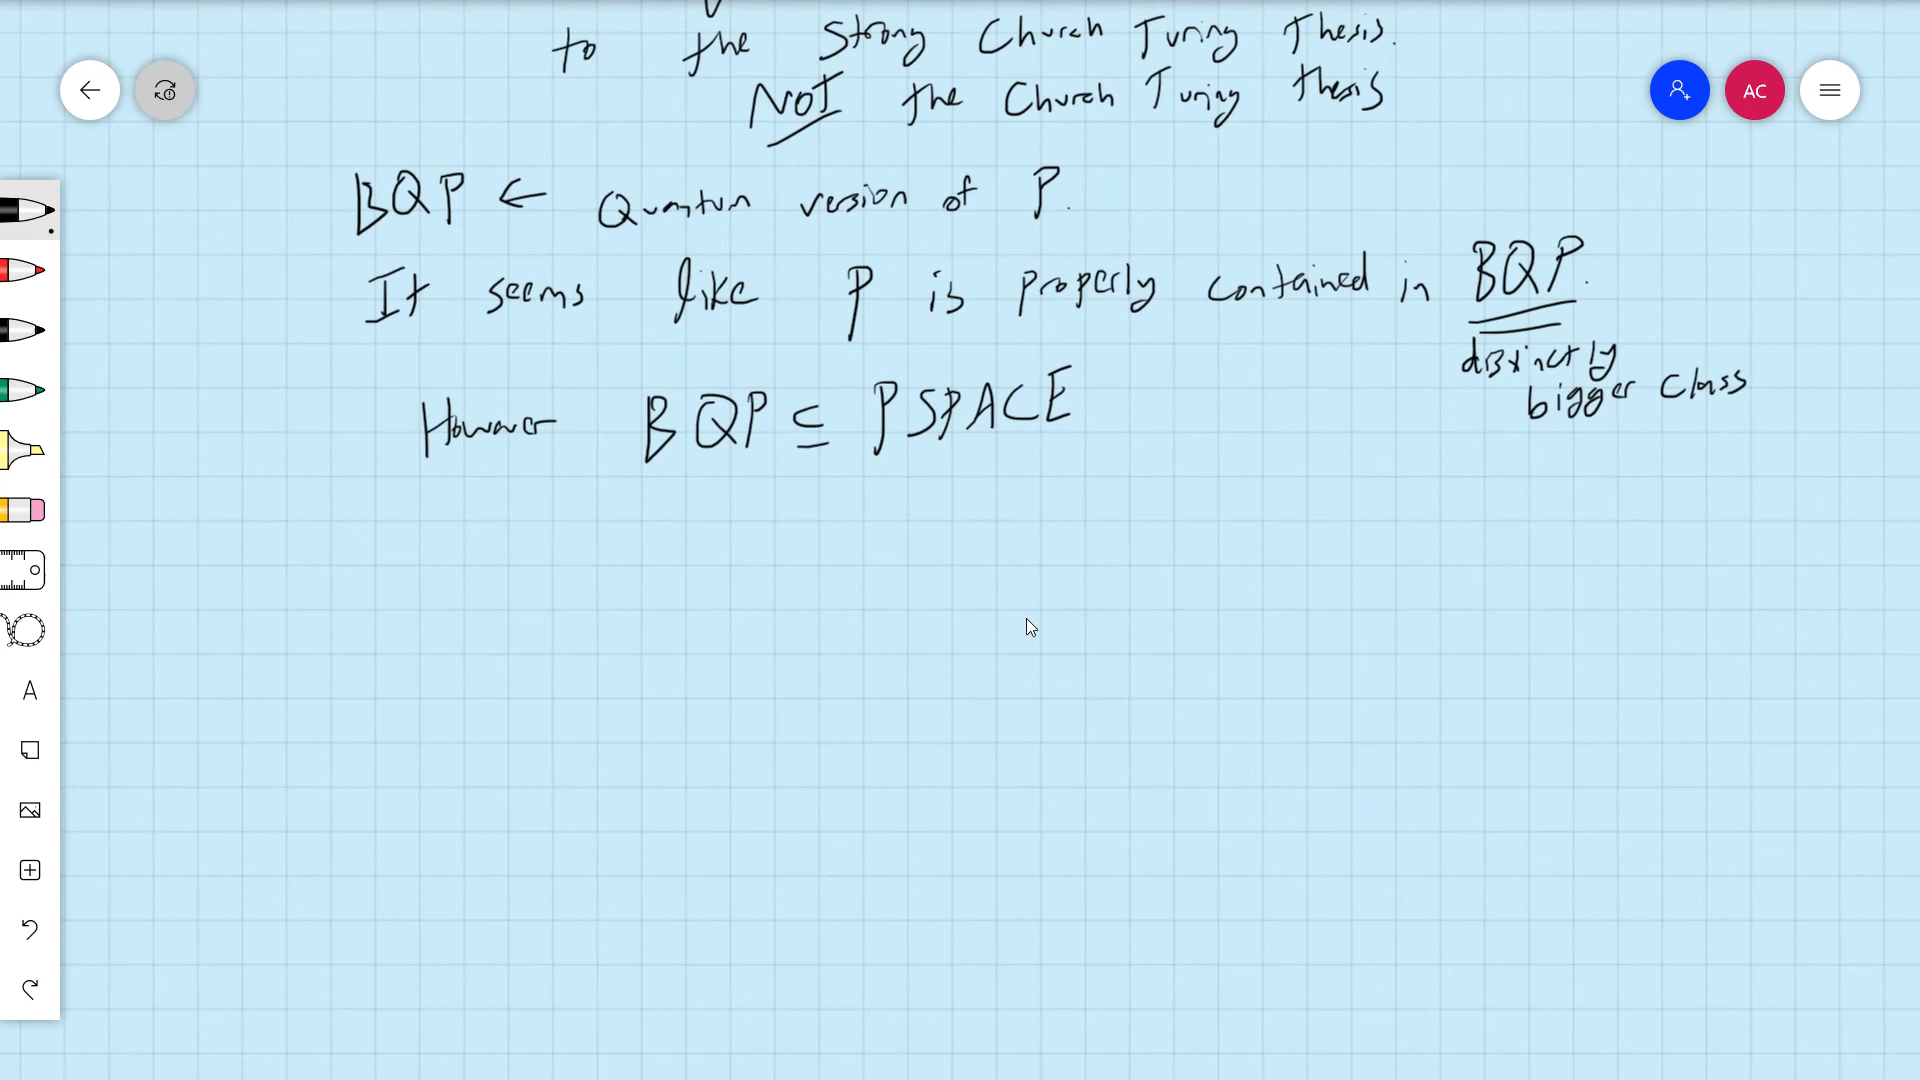 to the Strong Church Turing Thesis.
NOT the Church Turing thesis
AC
BQP ← Quantum version of P.
It seems like P is properly contained in BQP.
distinctly
bigger class
However BQP ⊆ PSPACE
A